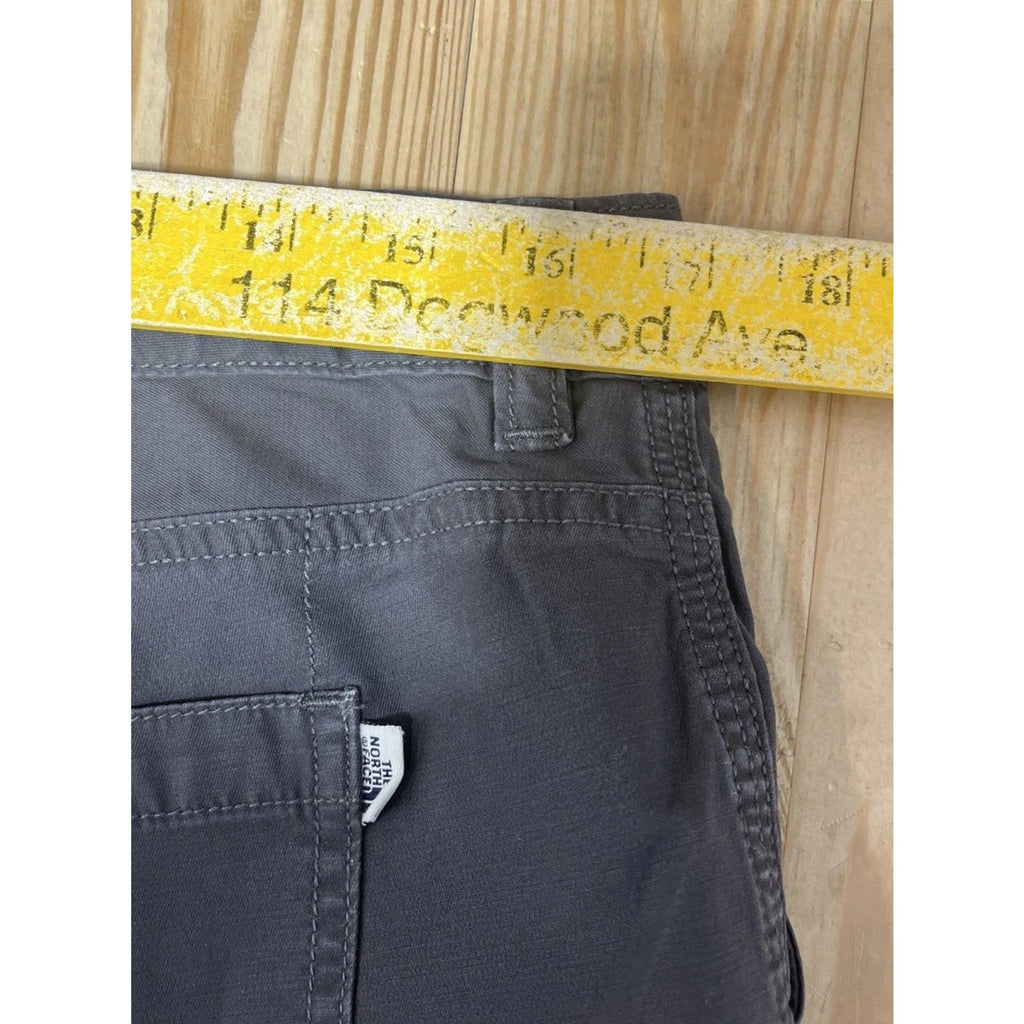 13 14 15 16 17 18
114 Dogwood Ave.
THE
NORTH
FACE